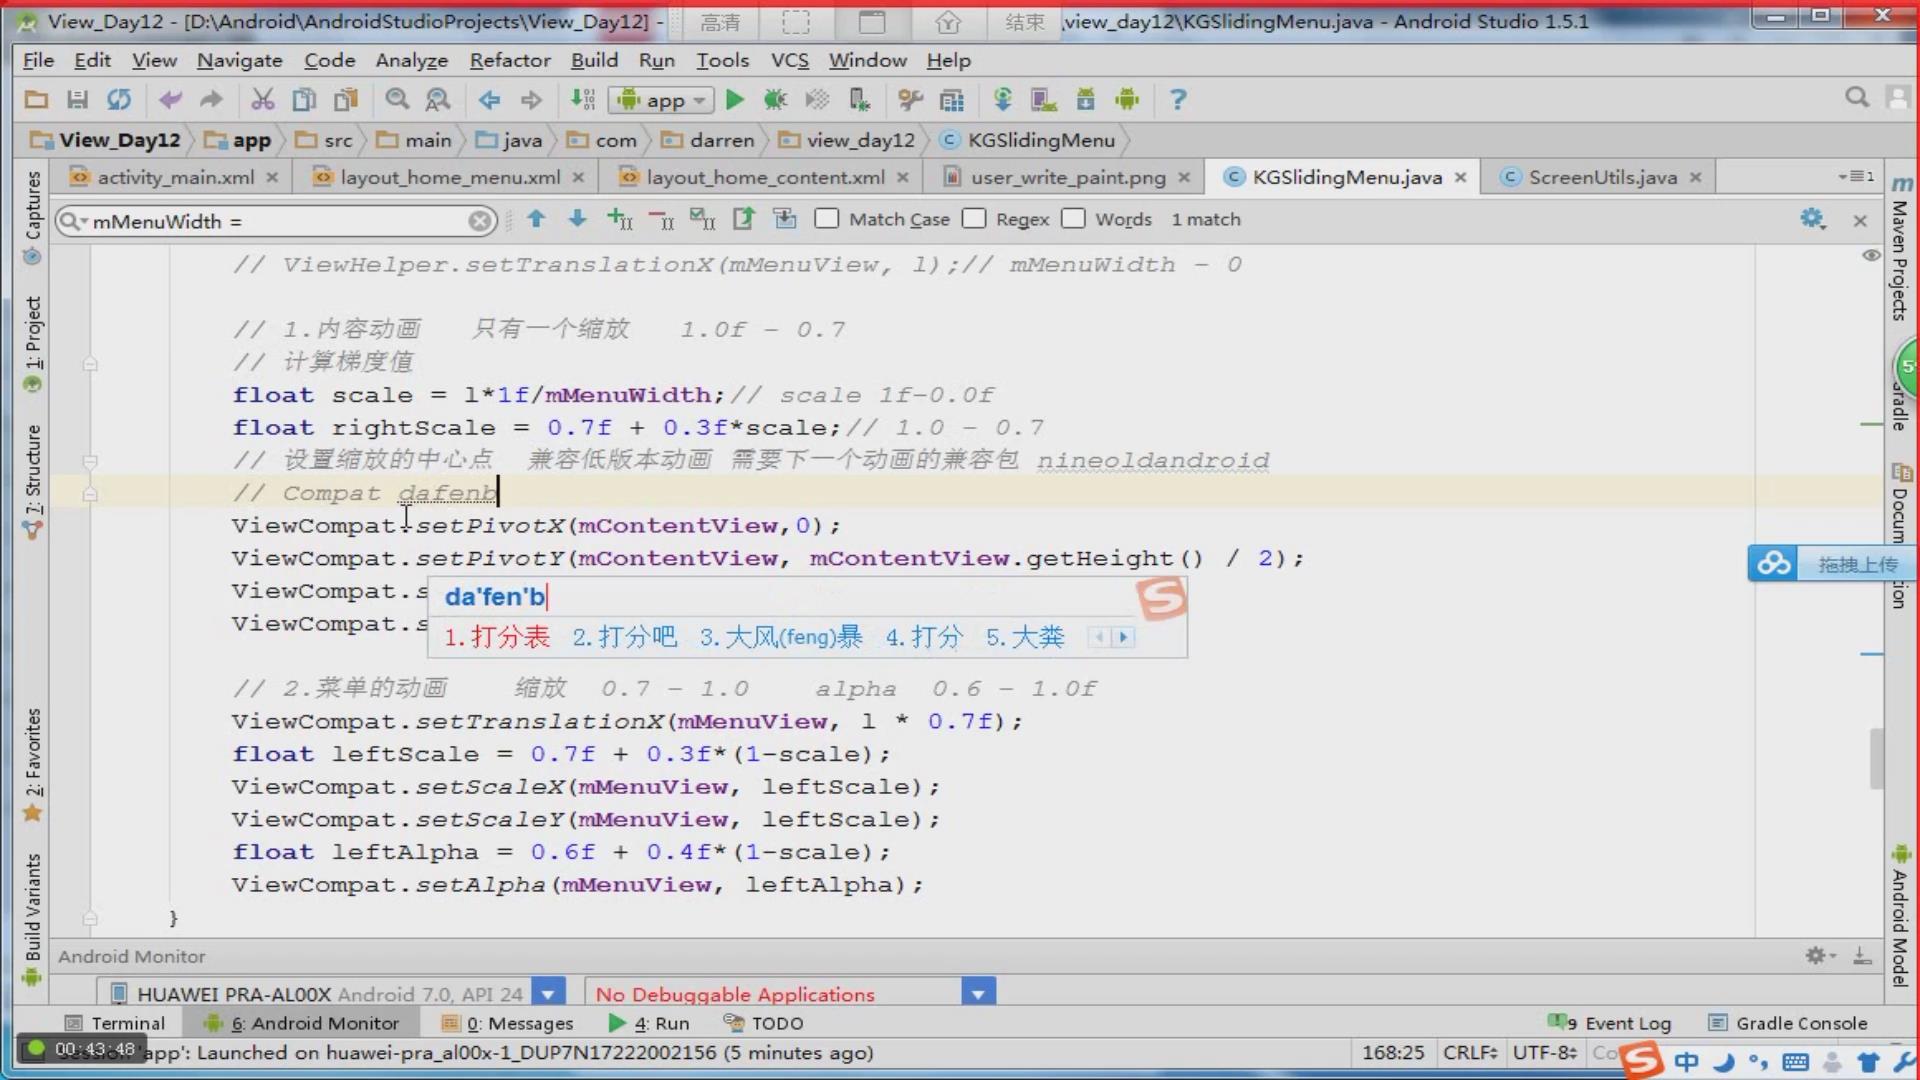 View_Day12 - [D:\Android\AndroidStudioProjects\View_Day12] - 高清 结束 .view_day12\KGSlidingMenu.java - Android Studio 1.5.1
File Edit View Navigate Code Analyze Refactor Build Run Tools VCS Window Help
app
View_Day12 app src main java com darren view_day12 KGSlidingMenu
activity_main.xml layout_home_menu.xml layout_home_content.xml user_write_paint.png KGSlidingMenu.java ScreenUtils.java
mMenuWidth = Match Case Regex Words 1 match
// ViewHelper.setTranslationX(mMenuView, l);// mMenuWidth - 0
// 1.内容动画 只有一个缩放 1.0f - 0.7
// 计算梯度值
float scale = l*1f/mMenuWidth;// scale 1f-0.0f
float rightScale = 0.7f + 0.3f*scale;// 1.0 - 0.7
// 设置缩放的中心点 兼容低版本动画 需要下一个动画的兼容包 nineoldandroid
// Compat dafenb
ViewCompat.setPivotX(mContentView,0);
ViewCompat.setPivotY(mContentView, mContentView.getHeight() / 2);
ViewCompat.s
ViewCompat.s
da'fen'b
1.打分表 2.打分吧 3.大风(feng)暴 4.打分 5.大粪
// 2.菜单的动画 缩放 0.7 - 1.0 alpha 0.6 - 1.0f
ViewCompat.setTranslationX(mMenuView, l * 0.7f);
float leftScale = 0.7f + 0.3f*(1-scale);
ViewCompat.setScaleX(mMenuView, leftScale);
ViewCompat.setScaleY(mMenuView, leftScale);
float leftAlpha = 0.6f + 0.4f*(1-scale);
ViewCompat.setAlpha(mMenuView, leftAlpha);
}
Captures
1: Project
7: Structure
2: Favorites
Build Variants
Maven Projects
拖拽上传
Android Model
Android Monitor
HUAWEI PRA-AL00X Android 7.0, API 24 No Debuggable Applications
Terminal 6: Android Monitor 0: Messages 4: Run TODO 9 Event Log Gradle Console
00:43:48 'app': Launched on huawei-pra_al00x-1_DUP7N17222002156 (5 minutes ago) 168:25 CRLF UTF-8 中